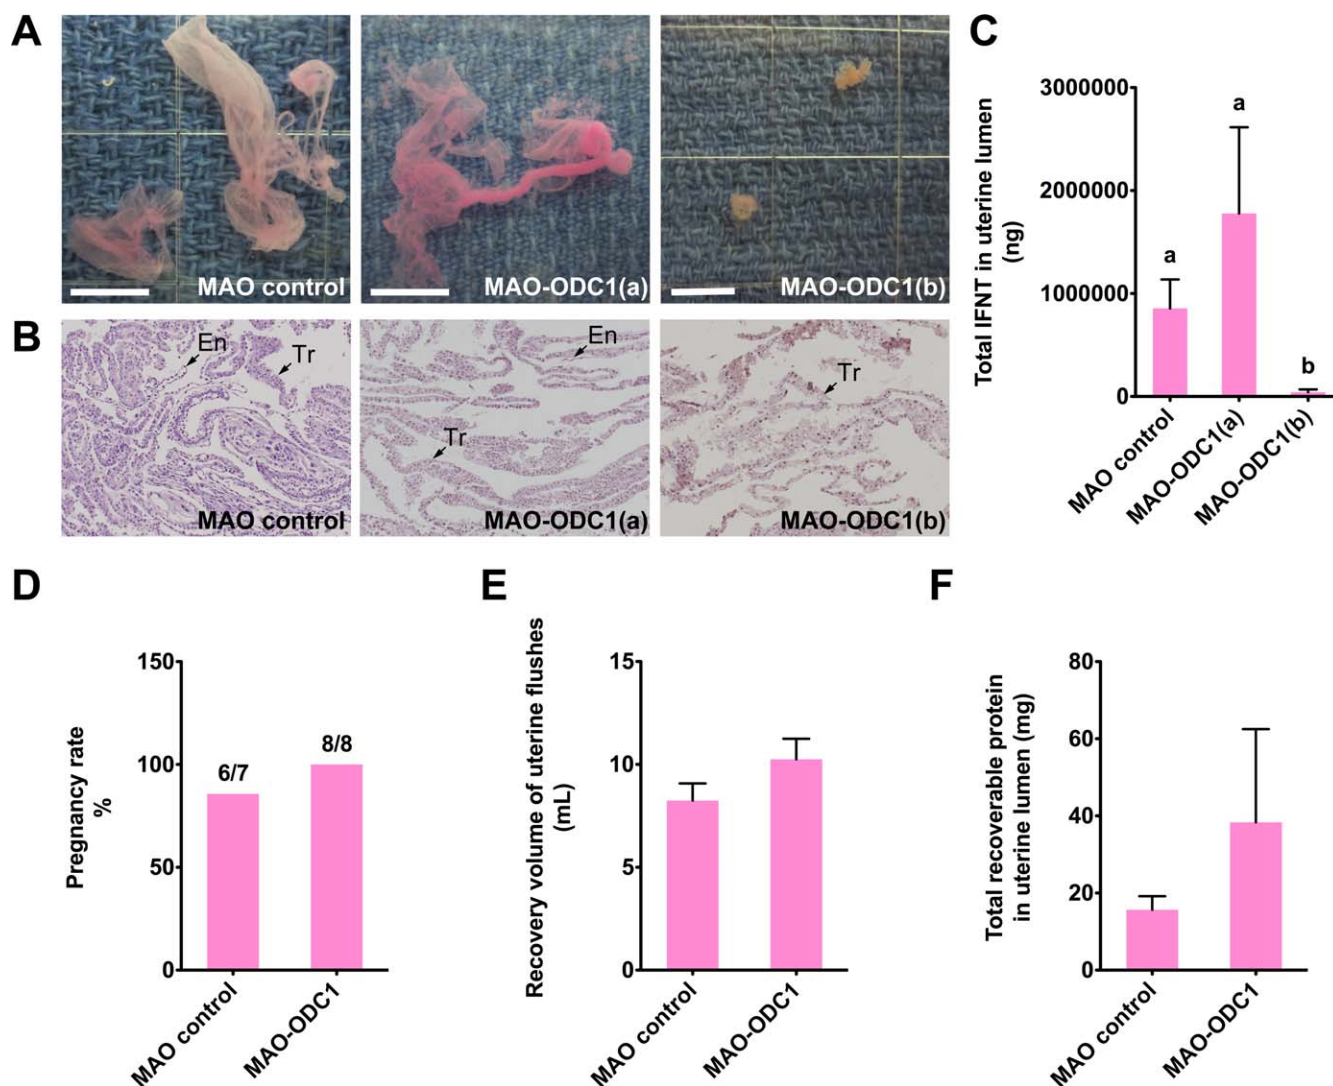 A
MAO control
MAO-ODC1(a)
MAO-ODC1(b)
B
En
Tr
MAO control
En
Tr
MAO-ODC1(a)
Tr
MAO-ODC1(b)
C
Total IFNT in uterine lumen
(ng)
3000000
2000000
1000000
0
a
a
b
MAO control
MAO-ODC1(a)
MAO-ODC1(b)
D
Pregnancy rate
%
150
100
50
0
6/7
8/8
MAO control
MAO-ODC1
E
Recovery volume of uterine flushes
(mL)
15
10
5
0
MAO control
MAO-ODC1
F
Total recoverable protein
in uterine lumen (mg)
80
60
40
20
0
MAO control
MAO-ODC1